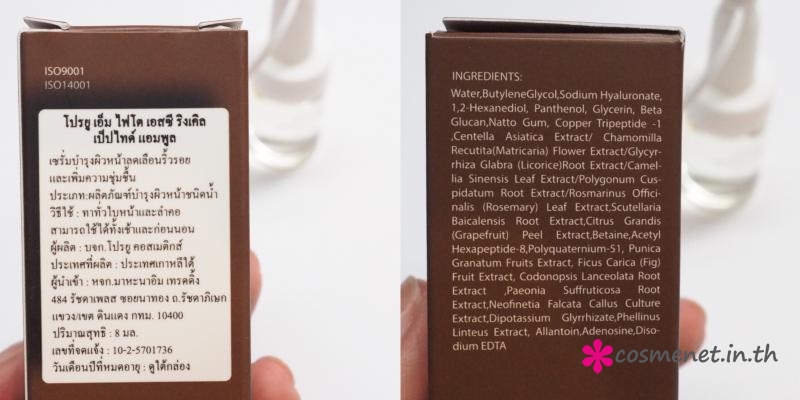 ISO9001
ISO14001
โปรยู เอ็ม ไฟโต เอสซี ริงเคิล
เป็ปไทด์ แอมพูล
เซรั่มบำรุงผิวหน้าลดเลือนริ้วรอย
และเพิ่มความชุ่มชื้น
ประเภท:ผลิตภัณฑ์บำรุงผิวหน้าชนิดน้ำ
วิธีใช้ : ทาทั่วใบหน้าและลำคอ
สามารถใช้ได้ทั้งเช้าและก่อนนอน
ผู้ผลิต : บจก.โปรยู คอสเมติกส์
ประเทศที่ผลิต : ประเทศเกาหลีใต้
ผู้นำเข้า : หจก.มาหะนาอิม เทรดดิ้ง
484 รัชดาเพลส ซอยนาทอง ถ.รัชดาภิเษก
แขวง/เขต ดินแดง กทม. 10400
ปริมาณสุทธิ : 8 มล.
เลขที่จดแจ้ง : 10-2-5701736
วันเดือนปีที่หมดอายุ : ดูใต้กล่อง
INGREDIENTS:
Water,ButyleneGlycol,Sodium Hyaluronate,
1,2-Hexanediol, Panthenol, Glycerin, Beta
Glucan,Natto Gum, Copper Tripeptide -1
,Centella Asiatica Extract/ Chamomilla
Recutita(Matricaria) Flower Extract/Glycyr-
rhiza Glabra (Licorice)Root Extract/Camel-
lia Sinensis Leaf Extract/Polygonum Cus-
pidatum Root Extract/Rosmarinus Offici-
nalis (Rosemary) Leaf Extract,Scutellaria
Baicalensis Root Extract,Citrus Grandis
(Grapefruit) Peel Extract,Betaine,Acetyl
Hexapeptide-8,Polyquaternium-51, Punica
Granatum Fruits Extract, Ficus Carica (Fig)
Fruit Extract, Codonopsis Lanceolata Root
Extract ,Paeonia Suffruticosa Root
Extract,Neofinetia Falcata Callus Culture
Extract,Dipotassium Glyrrhizate,Phellinus
Linteus Extract, Allantoin,Adenosine,Diso-
dium EDTA
cosmenet.in.th